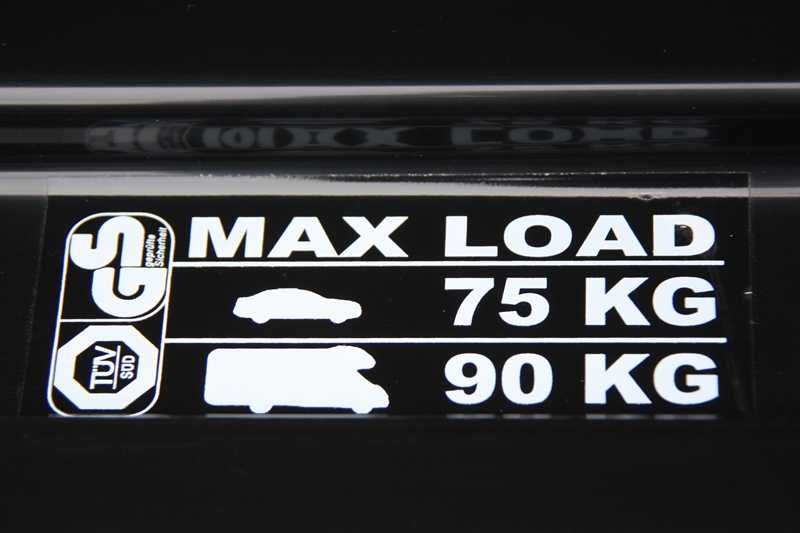 MAX LOAD
GS
geprüfte
Sicherheit
75 KG
TÜV
SÜD
90 KG